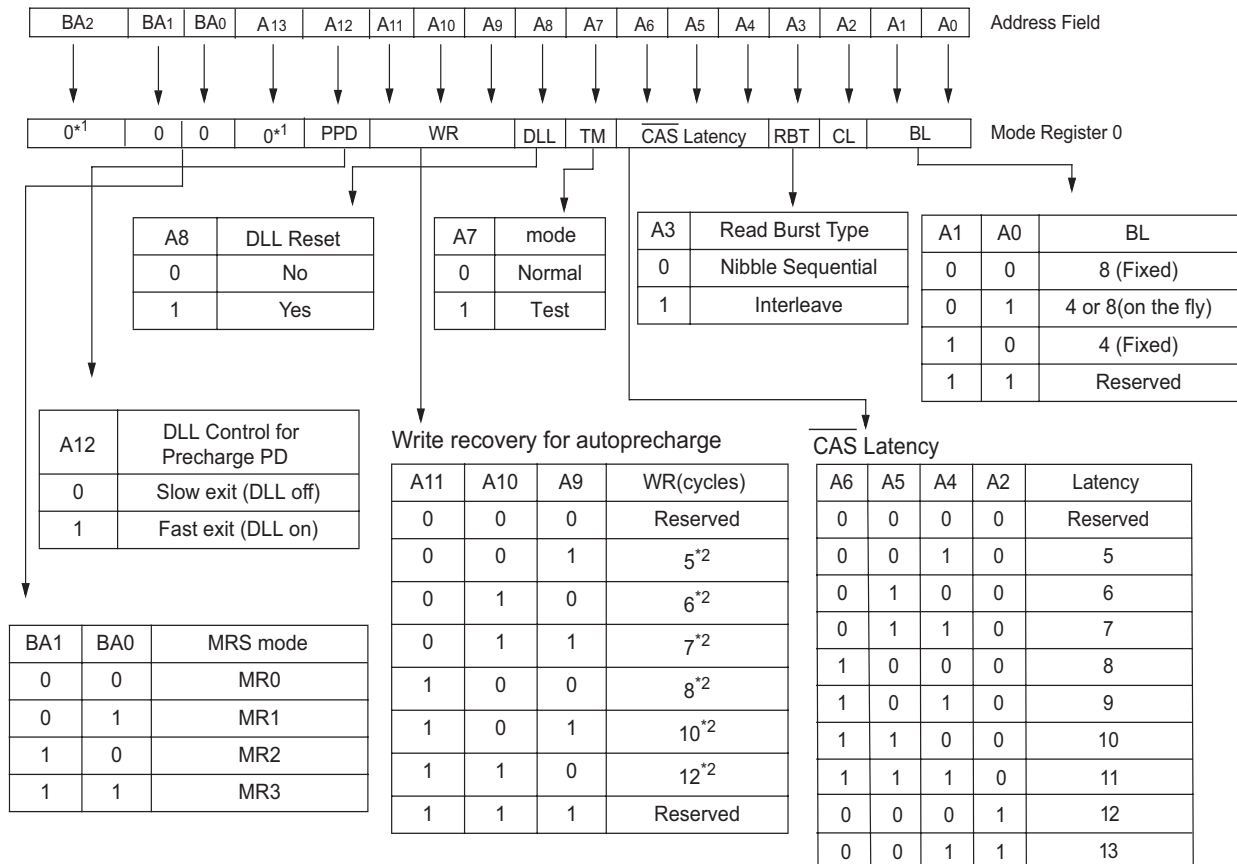 BA2 BA1 BA0 A13 A12 A11 A10 A9 A8 A7 A6 A5 A4 A3 A2 A1 A0 Address Field
0*1 0 0 0*1 PPD WR DLL TM CAS Latency RBT CL BL Mode Register 0
A8 DLL Reset
0 No
1 Yes
A7 mode
0 Normal
1 Test
A3 Read Burst Type
0 Nibble Sequential
1 Interleave
A1 A0 BL
0 0 8 (Fixed)
0 1 4 or 8(on the fly)
1 0 4 (Fixed)
1 1 Reserved
A12 DLL Control for
Precharge PD
0 Slow exit (DLL off)
1 Fast exit (DLL on)
Write recovery for autoprecharge
A11 A10 A9 WR(cycles)
0 0 0 Reserved
0 0 1 5*2
0 1 0 6*2
0 1 1 7*2
1 0 0 8*2
1 0 1 10*2
1 1 0 12*2
1 1 1 Reserved
CAS Latency
A6 A5 A4 A2 Latency
0 0 0 0 Reserved
0 0 1 0 5
0 1 0 0 6
0 1 1 0 7
1 0 0 0 8
1 0 1 0 9
1 1 0 0 10
1 1 1 0 11
0 0 0 1 12
0 0 1 1 13
BA1 BA0 MRS mode
0 0 MR0
0 1 MR1
1 0 MR2
1 1 MR3